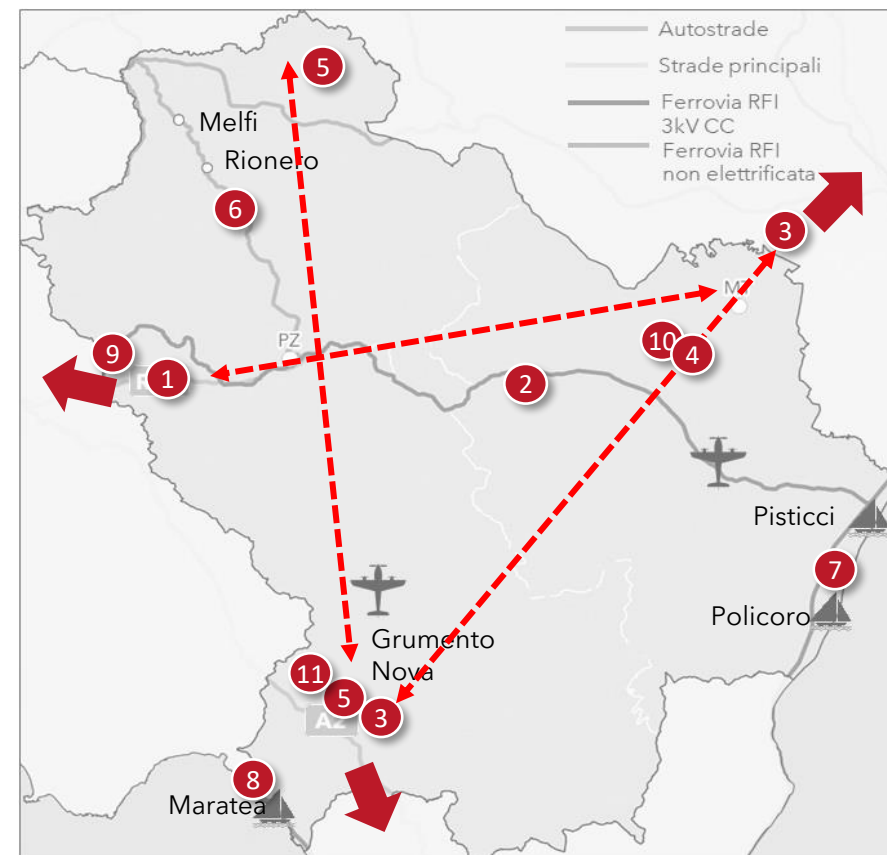 Autostrade
Strade principali
Ferrovia RFI
3kV CC
Ferrovia RFI
non elettrificata
5
Melfi
Rionero
6
3
MT
PZ
10
4
9
1
2
Pisticci
7
Policoro
Grumento
Nova
11
5
3
A2
8
Maratea